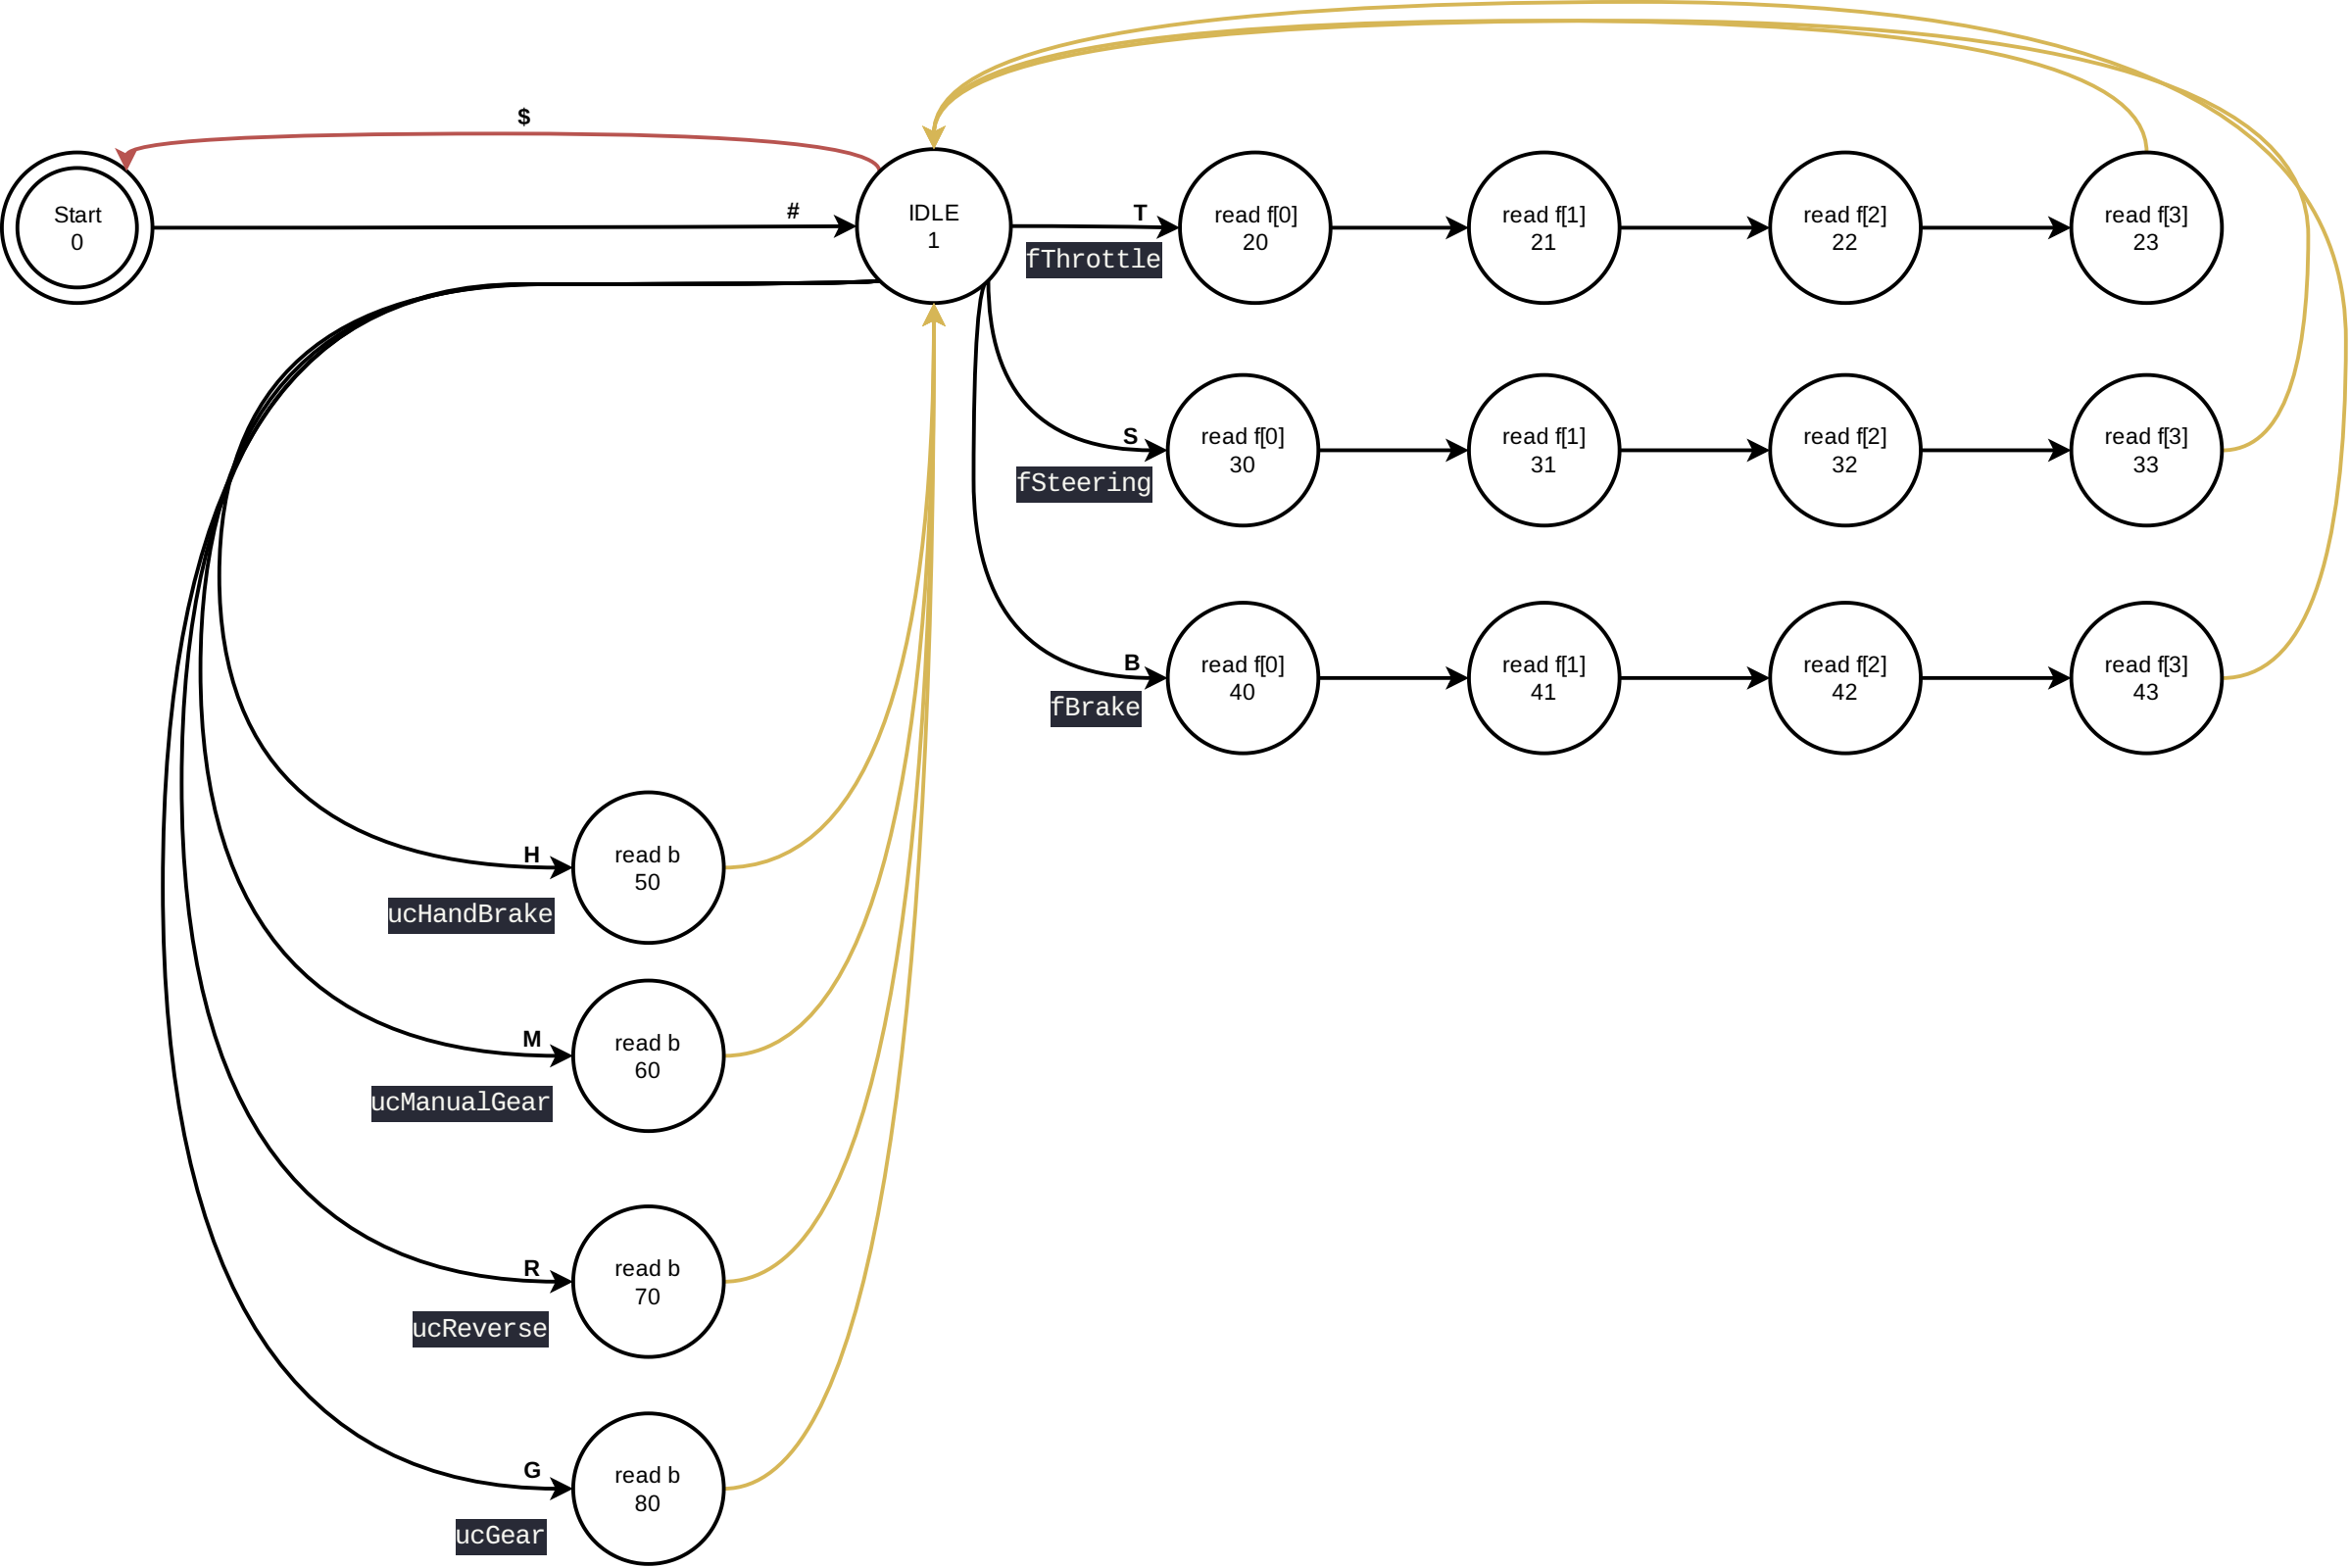 $
Start
0
#
IDLE
1
T
fThrottle
read f[0]
20
read f[1]
21
read f[2]
22
read f[3]
23
S
fSteering
read f[0]
30
read f[1]
31
read f[2]
32
read f[3]
33
B
fBrake
read f[0]
40
read f[1]
41
read f[2]
42
read f[3]
43
H
ucHandBrake
read b
50
M
ucManualGear
read b
60
R
ucReverse
read b
70
G
ucGear
read b
80